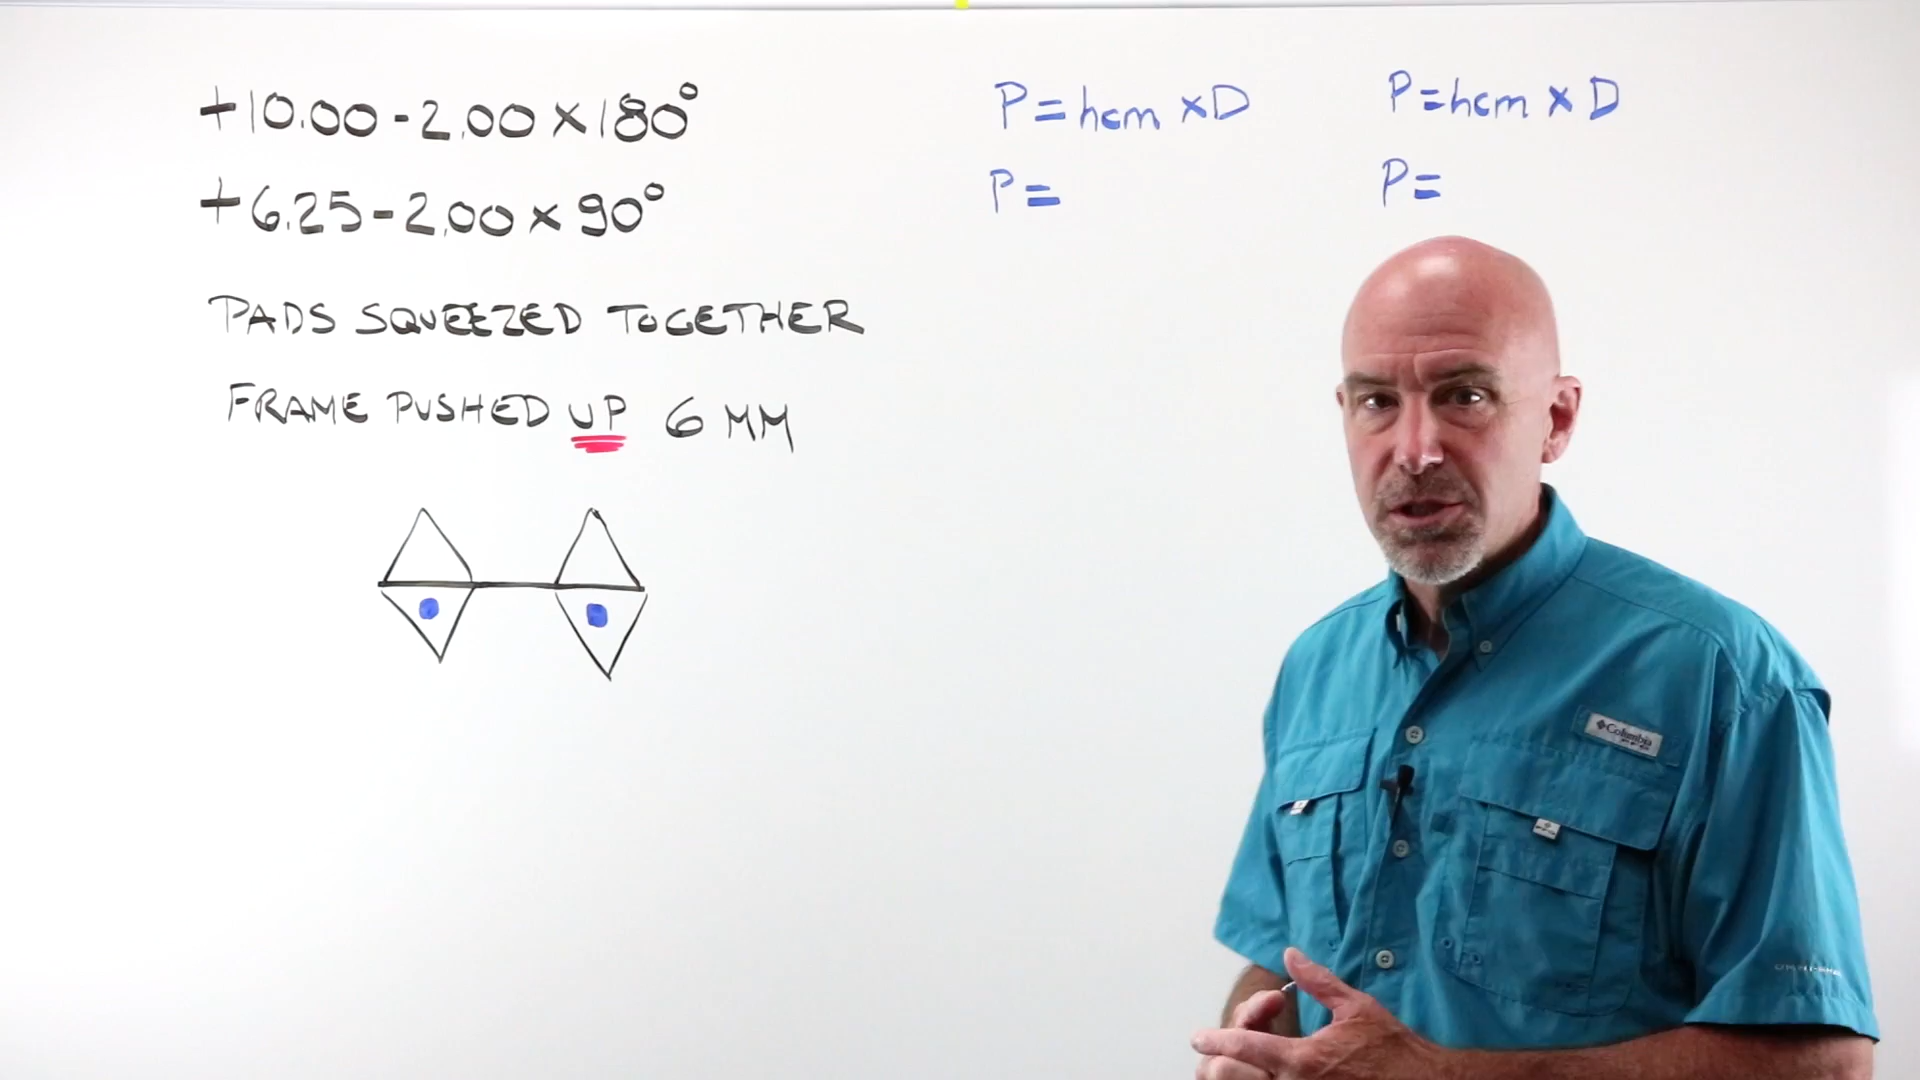 +10.00-2.00×180°
+6.25-2.00×90°
PADS SQUEEZED TOGETHER
FRAME PUSHED UP 6 MM
P=hcm×D
P=
P=hcm×D
P=
Columbia